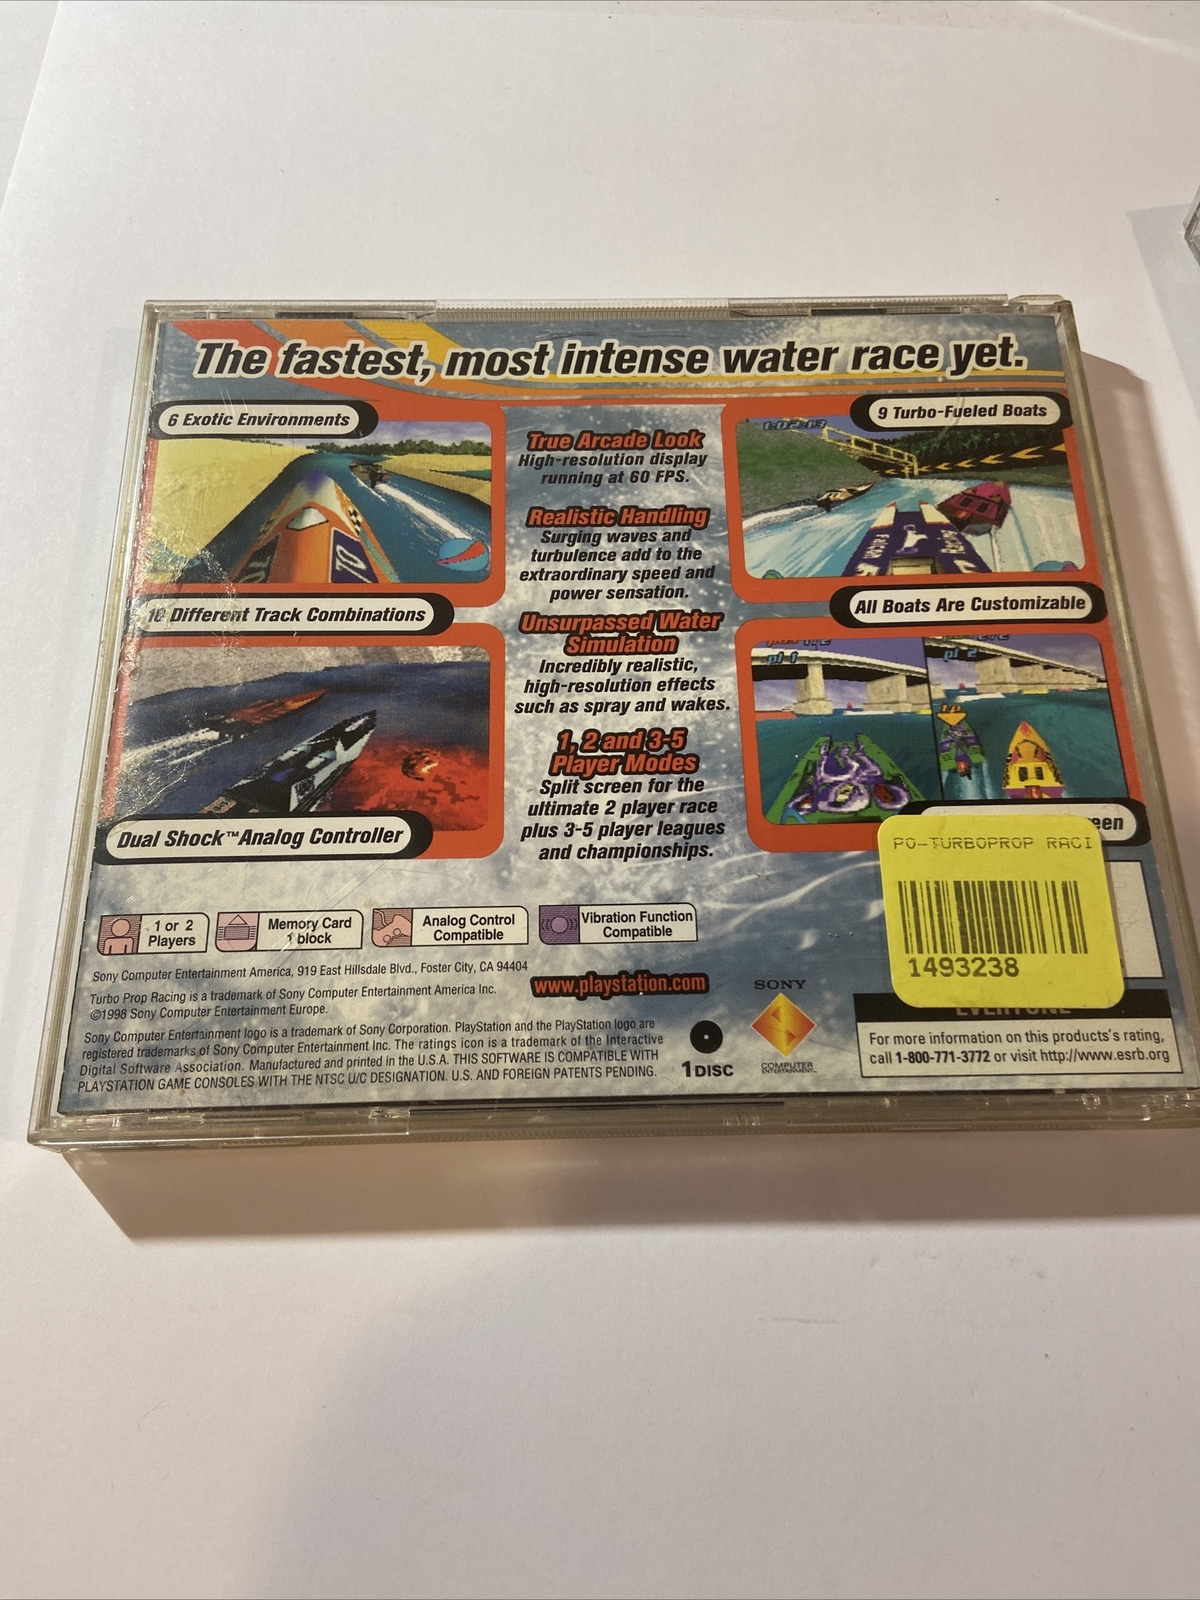 The fastest, most intense water race yet.
6 Exotic Environments
9 Turbo-Fueled Boats
True Arcade Look
High-resolution display
running at 60 FPS.
Realistic Handling
Surging waves and
turbulence add to the
extraordinary speed and
power sensation.
Different Track Combinations
All Boats Are Customizable
Unsurpassed Water
Simulation
Incredibly realistic,
high-resolution effects
such as spray and wakes.
pl 1
pl 2
1, 2 and 3-5
Player Modes
Split screen for the
ultimate 2 player race
plus 3-5 player leagues
and championships.
Dual Shock™ Analog Controller
PO-TURBOPROP RACI
1493238
1 or 2
Players
Memory Card
1 block
Analog Control
Compatible
Vibration Function
Compatible
Sony Computer Entertainment America, 919 East Hillsdale Blvd., Foster City, CA 94404
www.playstation.com
Turbo Prop Racing is a trademark of Sony Computer Entertainment America Inc.
©1998 Sony Computer Entertainment Europe.
Sony Computer Entertainment logo is a trademark of Sony Corporation. PlayStation and the PlayStation logo are
registered trademarks of Sony Computer Entertainment Inc. The ratings icon is a trademark of the Interactive
Digital Software Association. Manufactured and printed in the U.S.A. THIS SOFTWARE IS COMPATIBLE WITH
PLAYSTATION GAME CONSOLES WITH THE NTSC U/C DESIGNATION. U.S. AND FOREIGN PATENTS PENDING.
1 DISC
SONY
COMPUTER
ENTERTAINMENT
EVERYONE
For more information on this products's rating,
call 1-800-771-3772 or visit http://www.esrb.org